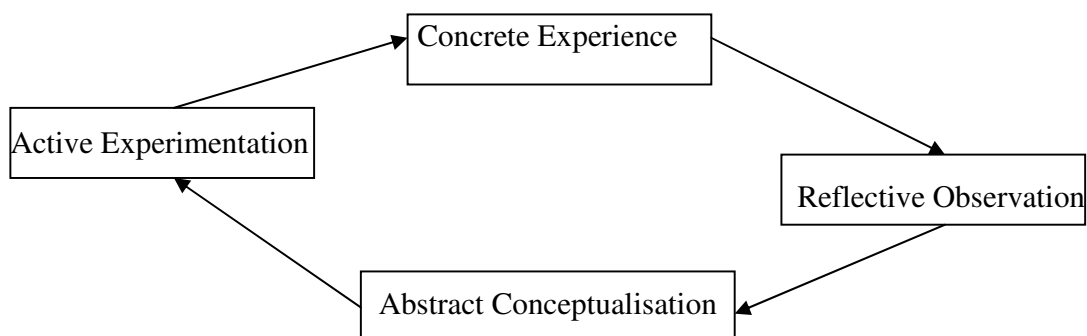 Concrete Experience
Active Experimentation
Reflective Observation
Abstract Conceptualisation